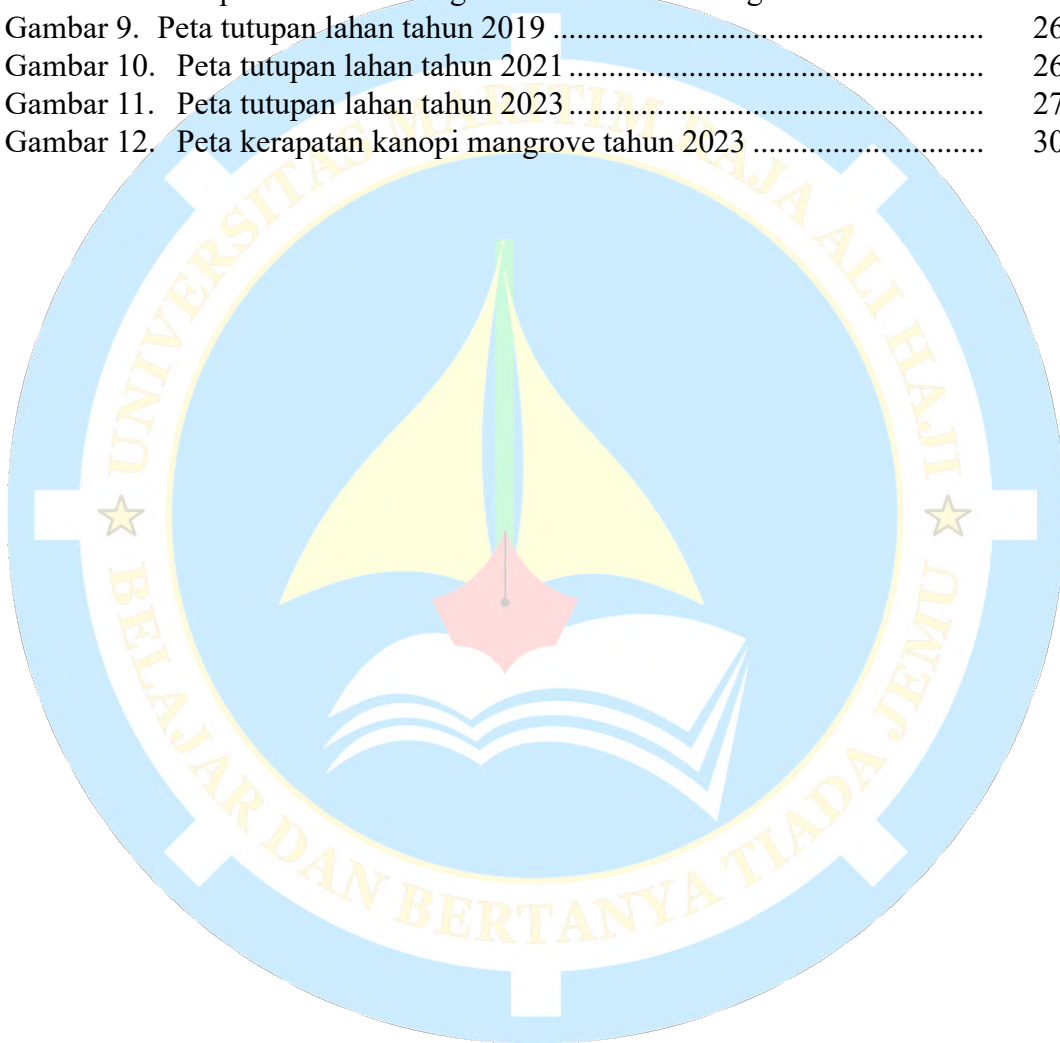 Gambar 9. Peta tutupan lahan tahun 2019 ................................................ 26
Gambar 10. Peta tutupan lahan tahun 2021 .............................................. 26
Gambar 11. Peta tutupan lahan tahun 2023 .............................................. 27
Gambar 12. Peta kerapatan kanopi mangrove tahun 2023 .......................... 30
UNIVERSITAS MARITIM RAJA ALI HAJI
BELAJAR DAN BERTANYA TIADA JEMU